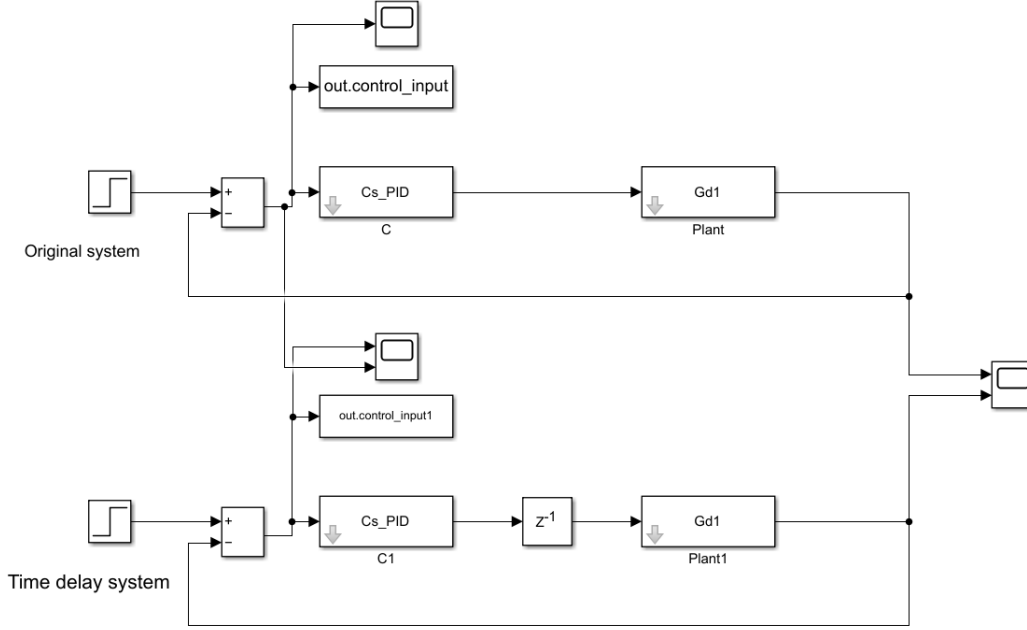 out.control_input
+
−
Cs_PID
C
Gd1
Plant
Original system
out.control_input1
+
−
Cs_PID
C1
Z-1
Gd1
Plant1
Time delay system